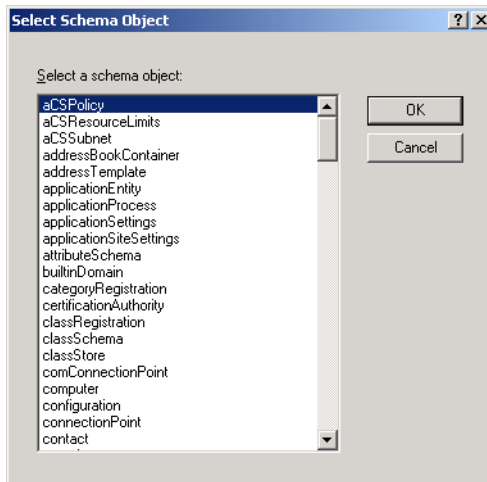 Select Schema Object
Select a schema object:
aCSPolicy
aCSResourceLimits
aCSSubnet
addressBookContainer
addressTemplate
applicationEntity
applicationProcess
applicationSettings
applicationSiteSettings
attributeSchema
builtinDomain
categoryRegistration
certificationAuthority
classRegistration
classSchema
classStore
comConnectionPoint
computer
configuration
connectionPoint
contact
OK
Cancel